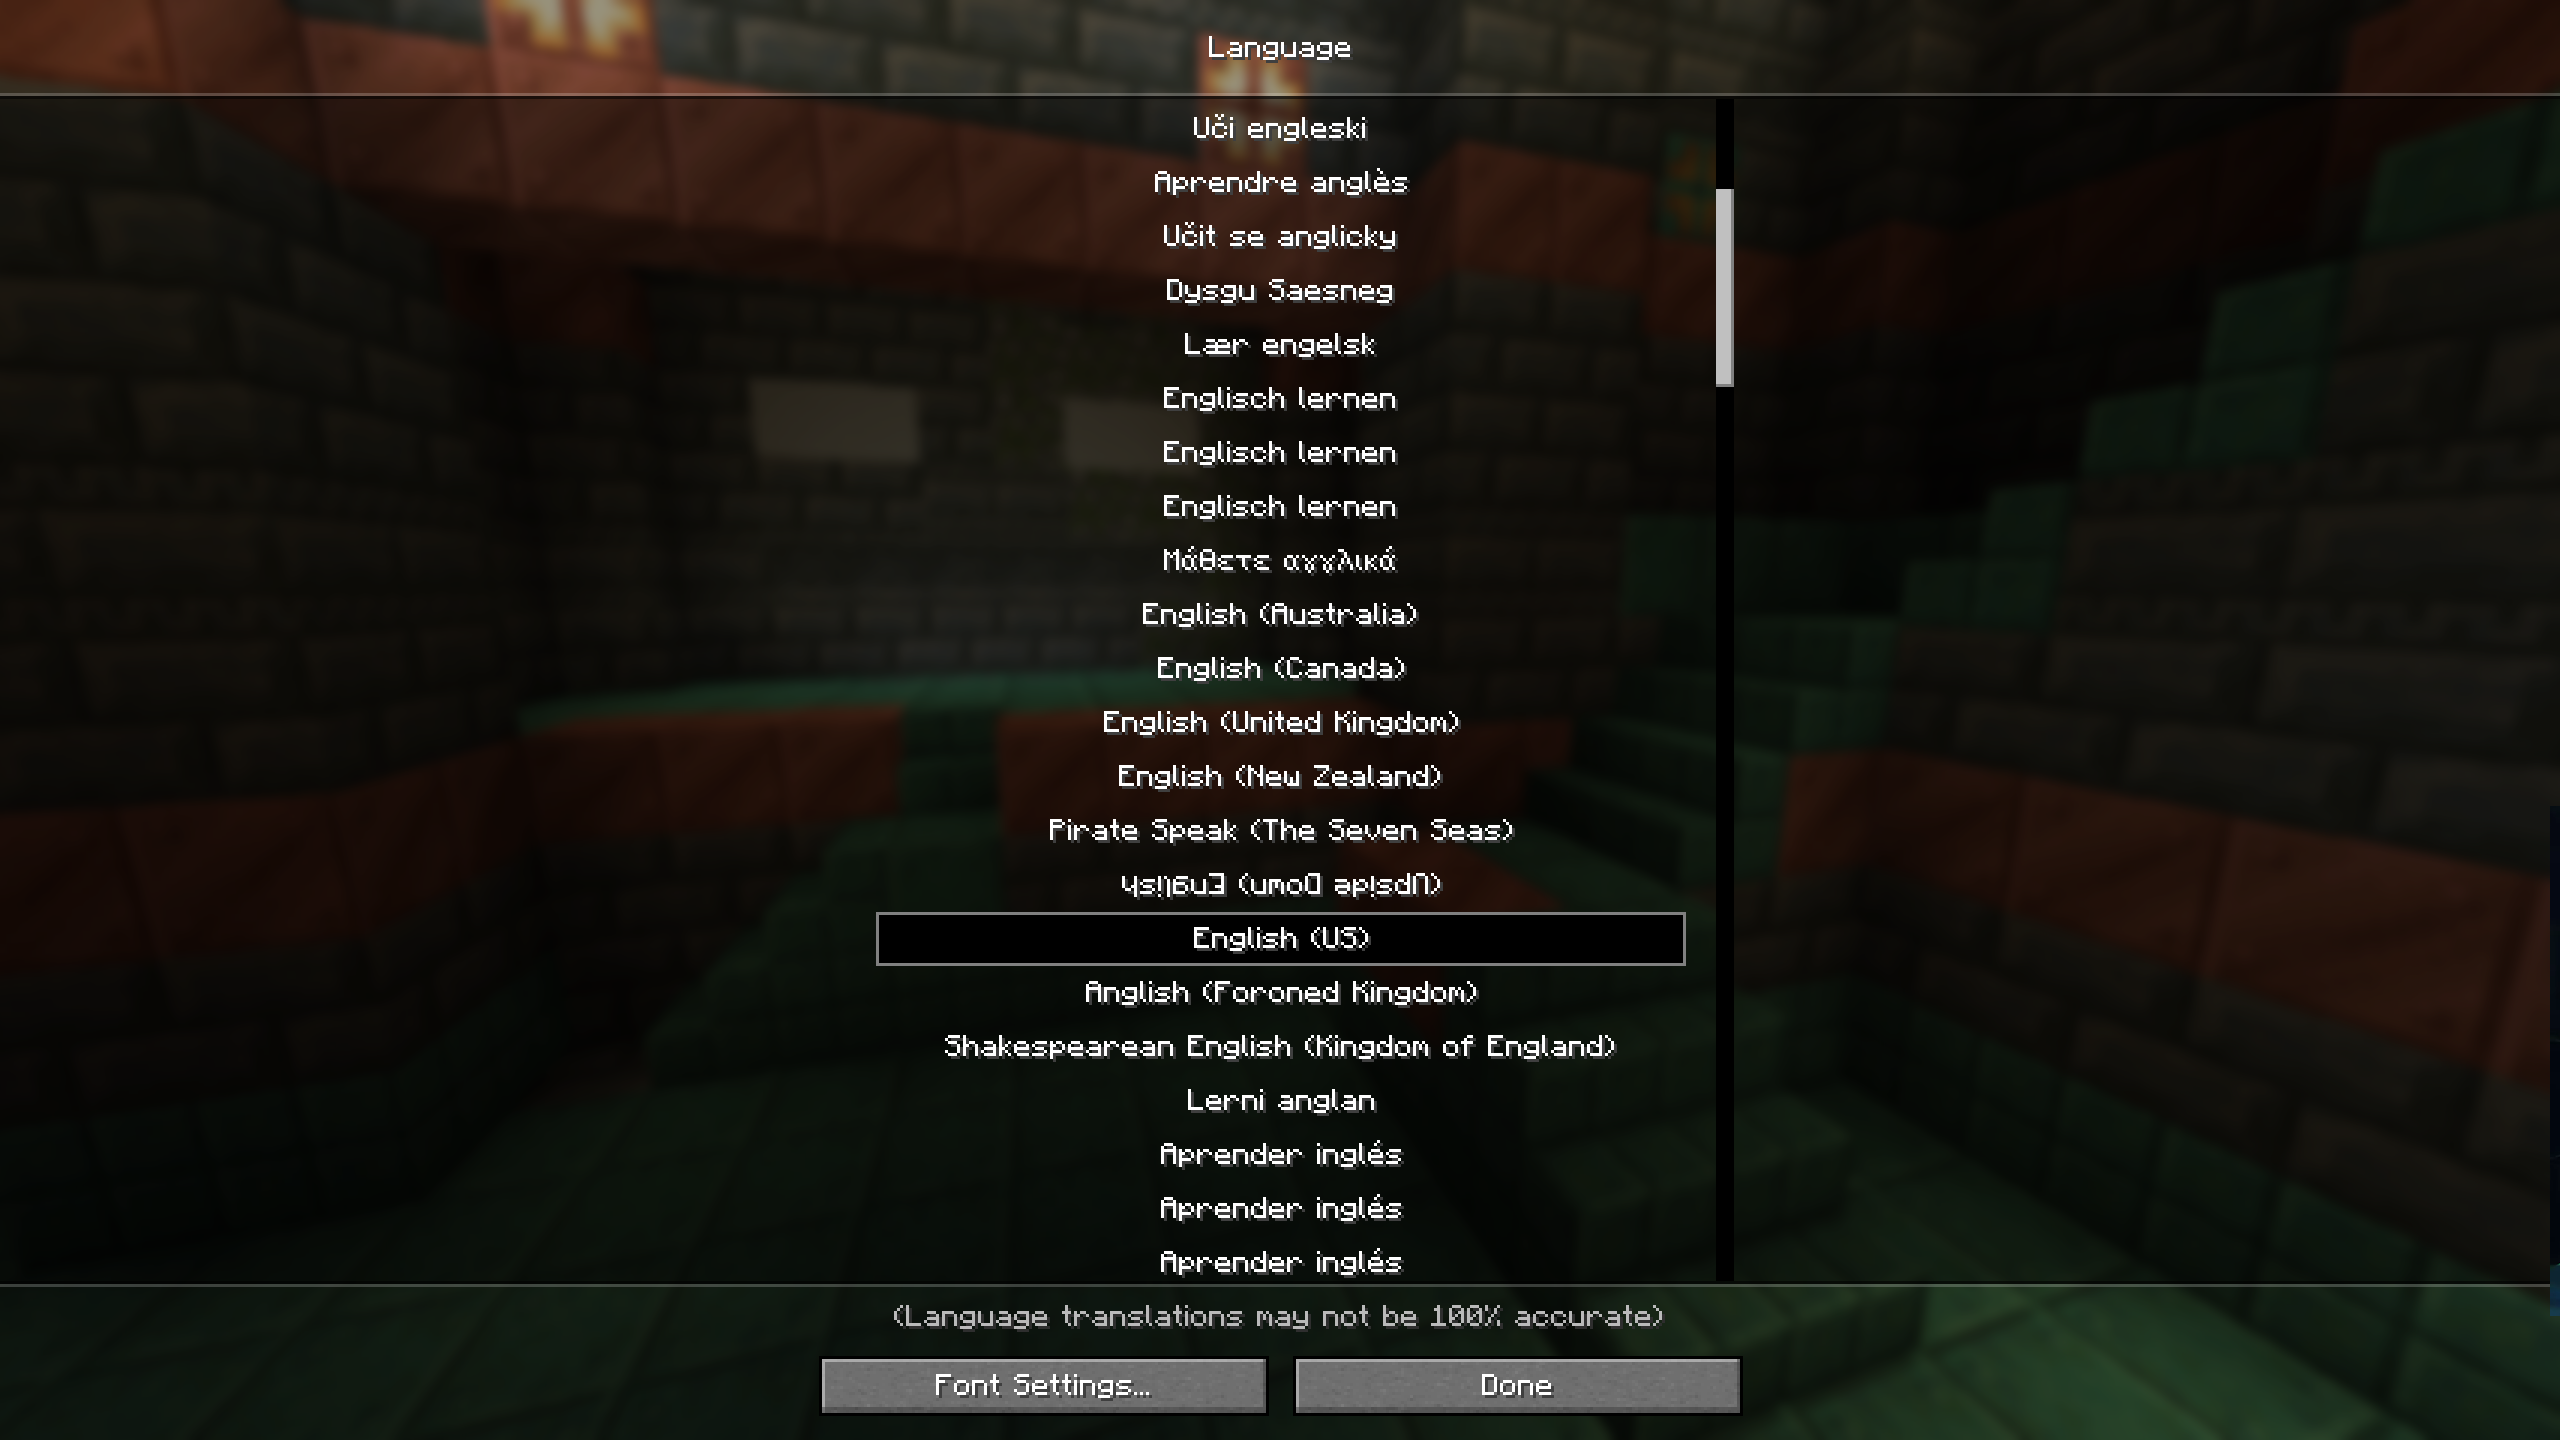 Language
Uči engleski
Aprendre anglès
Učit se anglicky
Dysgu Saesneg
Lær engelsk
Englisch lernen
Englisch lernen
Englisch lernen
Μάθετε αγγλικά
English (Australia)
English (Canada)
English (United Kingdom)
English (New Zealand)
Pirate Speak (The Seven Seas)
ɥsᴉꞁᵷuƎ (uʍoᗡ ǝpᴉsd∩)
English (US)
Anglish (Foroned Kingdom)
Shakespearean English (Kingdom of England)
Lerni anglan
Aprender inglés
Aprender inglés
Aprender inglés
(Language translations may not be 100% accurate)
Font Settings...
Done